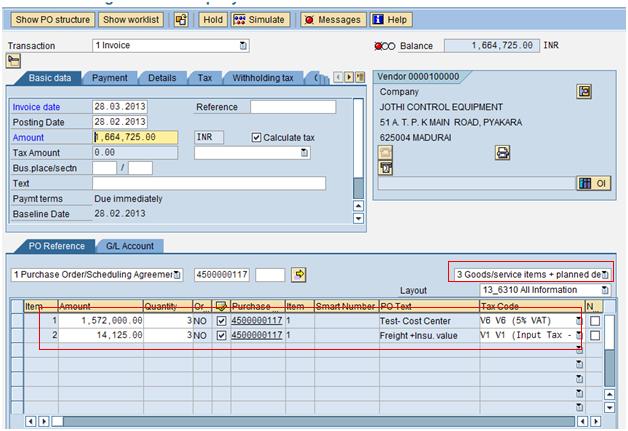 Show PO structure Show worklist Hold Simulate Messages Help
Transaction 1 Invoice Balance 1,664,725.00 INR
Basic data Payment Details Tax Withholding tax
Vendor 0000100000
Invoice date 28.03.2013 Reference
Posting Date 28.02.2013
Amount 1,664,725.00 INR Calculate tax
Tax Amount 0.00
Bus.place/sectn /
Text
Paymt terms Due immediately
Baseline Date 28.02.2013
Company
JOTHI CONTROL EQUIPMENT
51 A. T. P. K.MAIN ROAD, PYAKARA
625004 MADURAI
OI
PO Reference G/L Account
1 Purchase Order/Scheduling Agreemer 4500000117 3 Goods/service items + planned de
Layout 13_6310 All Information
Item Amount Quantity Or... Purchase... Item Smart Number PO Text Tax Code N...
1 1,572,000.00 3 NO 4500000117 1 Test- Cost Center V6 V6 (5% VAT)
2 14,125.00 3 NO 4500000117 1 Freight +Insu. value V1 V1 (Input Tax -